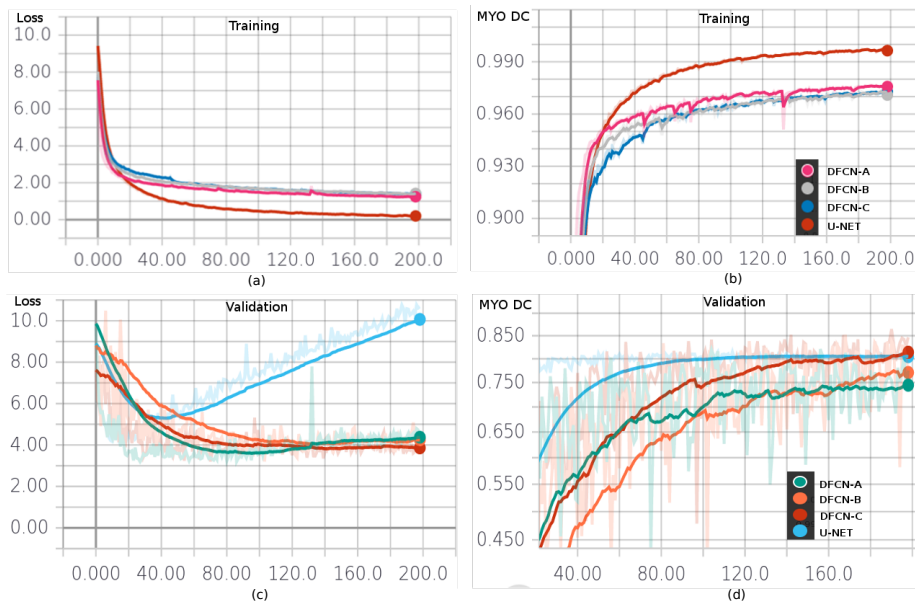 Loss
Training
10.0
8.00
6.00
4.00
2.00
0.00
0.000 40.00 80.00 120.0 160.0 200.0
(a)
MYO DC
Training
0.990
0.960
0.930
0.900
DFCN-A
DFCN-B
DFCN-C
U-NET
0.000 40.00 80.00 120.0 160.0 200.0
(b)
Loss
Validation
10.0
8.00
6.00
4.00
2.00
0.00
0.000 40.00 80.00 120.0 160.0 200.0
(c)
MYO DC
Validation
0.850
0.750
0.650
0.550
0.450
DFCN-A
DFCN-B
DFCN-C
U-NET
40.00 80.00 120.0 160.0 200.0
(d)